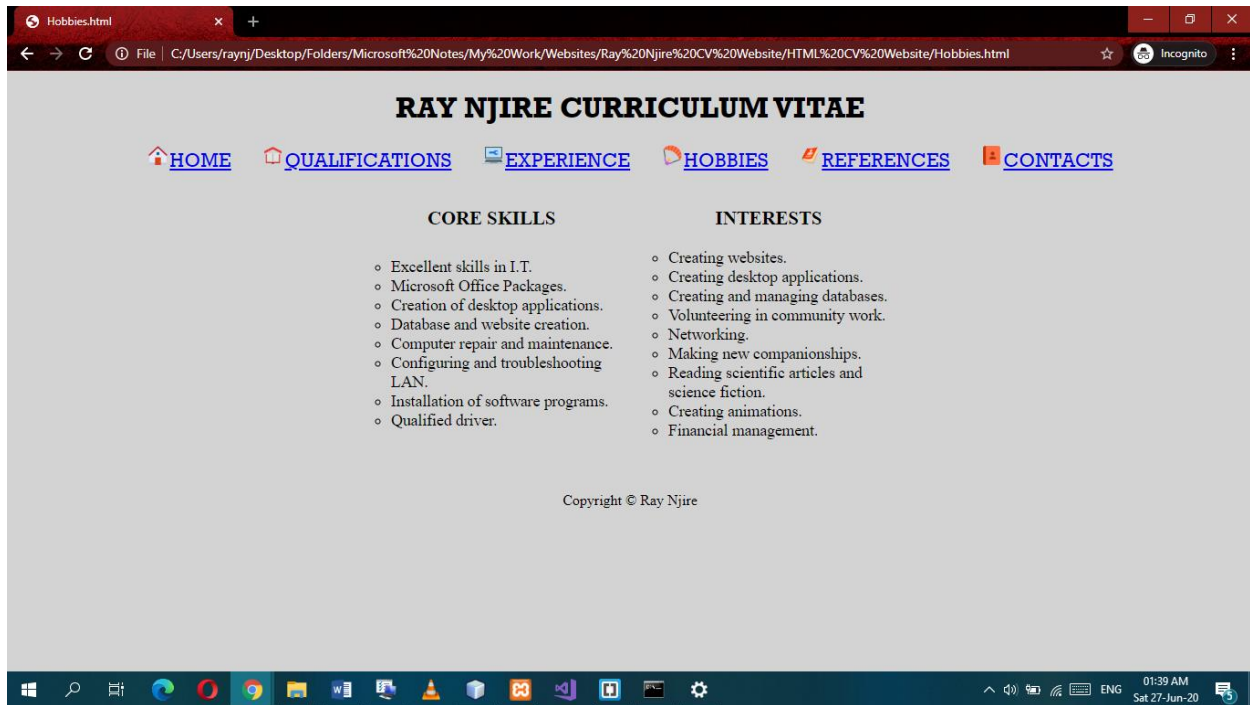 Hobbies.html
File C:/Users/raynj/Desktop/Folders/Microsoft%20Notes/My%20Work/Websites/Ray%20Njire%20CV%20Website/HTML%20CV%20Website/Hobbies.html Incognito
RAY NJIRE CURRICULUM VITAE
HOME QUALIFICATIONS EXPERIENCE HOBBIES REFERENCES CONTACTS
CORE SKILLS
Excellent skills in I.T.
Microsoft Office Packages.
Creation of desktop applications.
Database and website creation.
Computer repair and maintenance.
Configuring and troubleshooting
LAN.
Installation of software programs.
Qualified driver.
INTERESTS
Creating websites.
Creating desktop applications.
Creating and managing databases.
Volunteering in community work.
Networking.
Making new companionships.
Reading scientific articles and
science fiction.
Creating animations.
Financial management.
Copyright © Ray Njire
ENG
01:39 AM
Sat 27-Jun-20
5